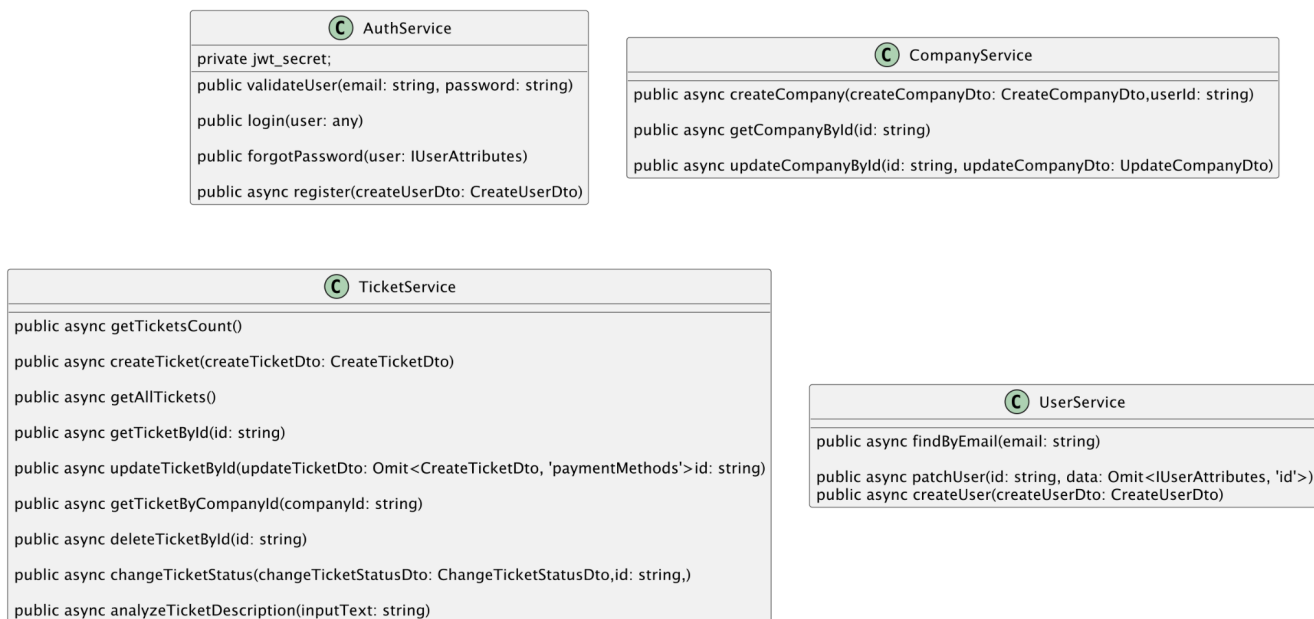 C AuthService
private jwt_secret;
public validateUser(email: string, password: string)
public login(user: any)
public forgotPassword(user: IUserAttributes)
public async register(createUserDto: CreateUserDto)
C CompanyService
public async createCompany(createCompanyDto: CreateCompanyDto,userId: string)
public async getCompanyById(id: string)
public async updateCompanyById(id: string, updateCompanyDto: UpdateCompanyDto)
C TicketService
public async getTicketsCount()
public async createTicket(createTicketDto: CreateTicketDto)
public async getAllTickets()
public async getTicketById(id: string)
public async updateTicketById(updateTicketDto: Omit<CreateTicketDto, 'paymentMethods'>id: string)
public async getTicketByCompanyId(companyId: string)
public async deleteTicketById(id: string)
public async changeTicketStatus(changeTicketStatusDto: ChangeTicketStatusDto,id: string,)
public async analyzeTicketDescription(inputText: string)
C UserService
public async findByEmail(email: string)
public async patchUser(id: string, data: Omit<IUserAttributes, 'id'>)
public async createUser(createUserDto: CreateUserDto)